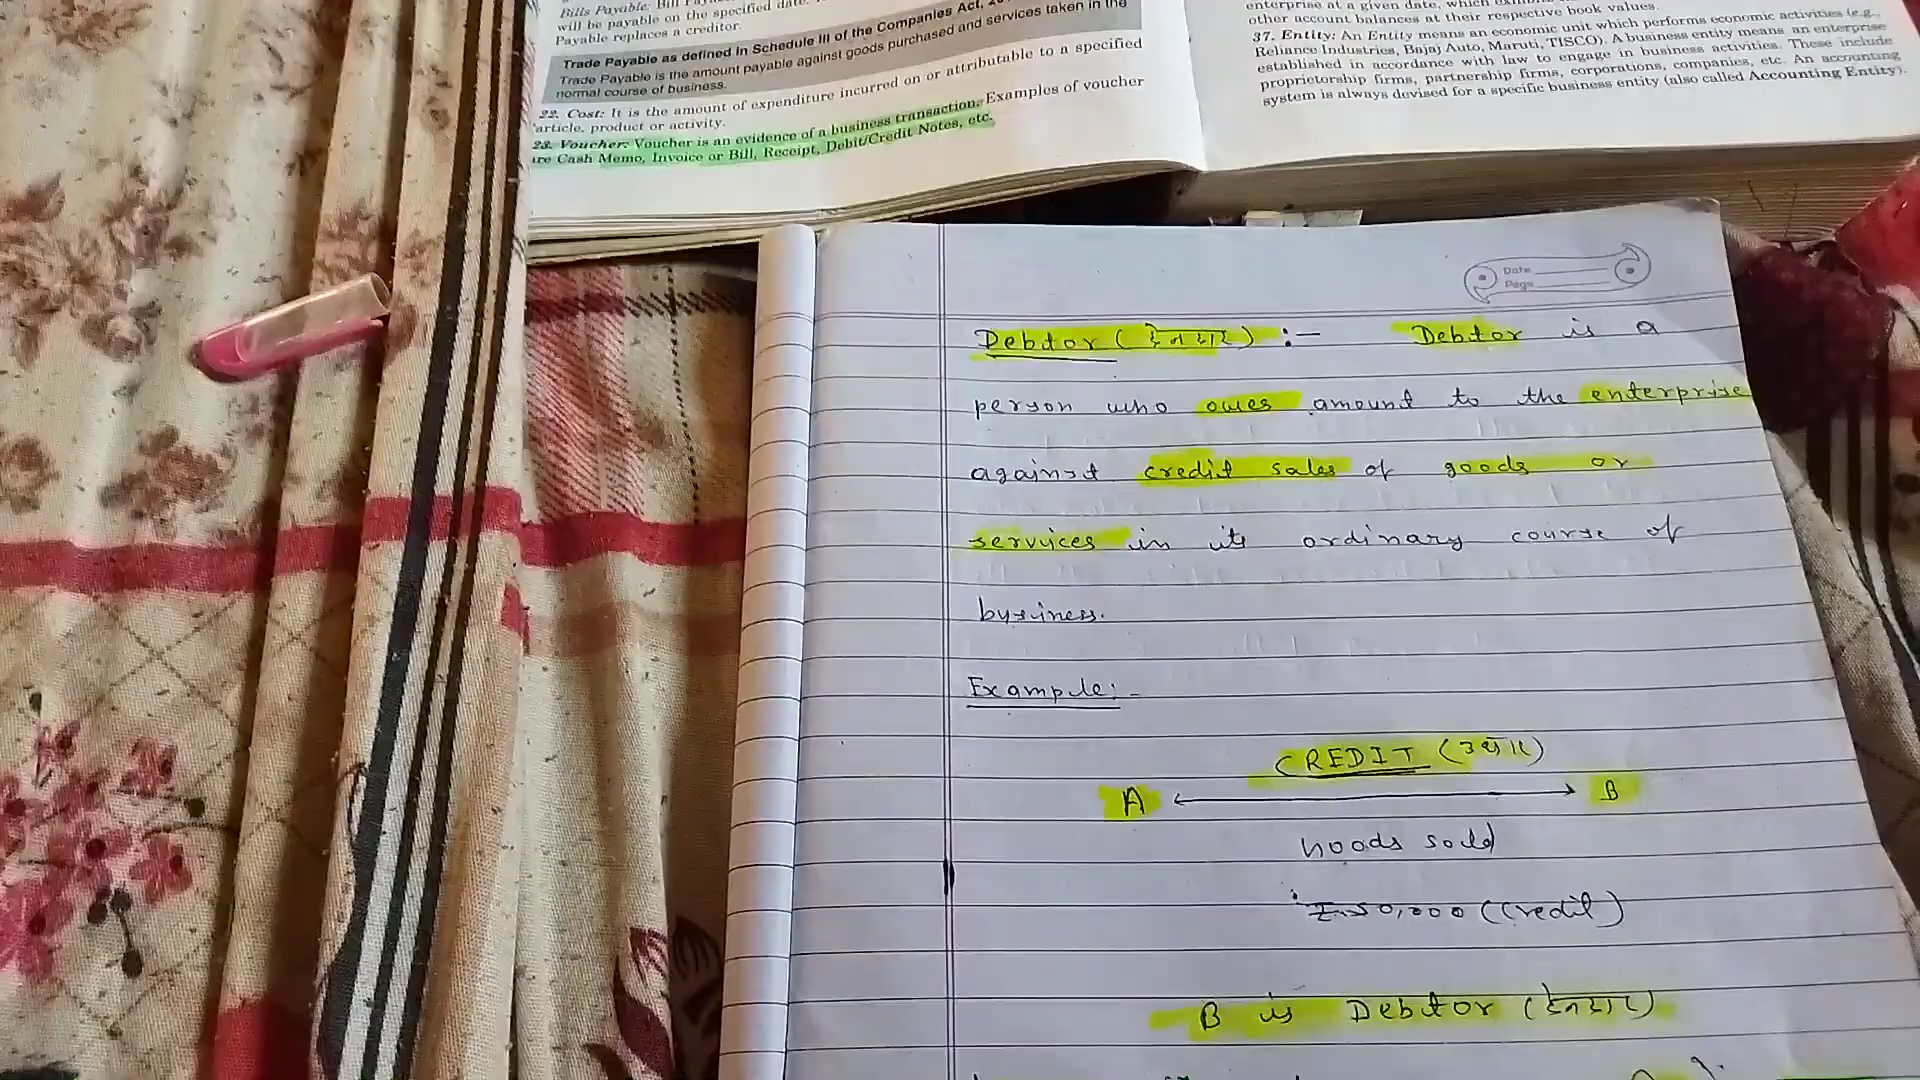 Bills Payable:
will be payable on the specified date.
Payable replaces a creditor.
Trade Payable as defined in Schedule III of the Companies Act,
Trade Payable is the amount payable against goods purchased and services taken in the
normal course of business.
22. Cost: It is the amount of expenditure incurred on or attributable to a specified
article, product or activity.
23. Voucher: Voucher is an evidence of a business transaction. Examples of voucher
are Cash Memo, Invoice or Bill, Receipt, Debit/Credit Notes, etc.
enterprise at a given date, which
other account balances at their respective book values.
37. Entity: An Entity means an economic unit which performs economic activities (e.g.,
Reliance Industries, Bajaj Auto, Maruti, TISCO). A business entity means an enterprise
established in accordance with law to engage in business activities. These include
proprietorship firms, partnership firms, corporations, companies, etc. An accounting
system is always devised for a specific business entity (also called Accounting Entity).
Date
Page
Debtor (देनदार) :- Debtor is a
person who owes amount to the enterprise
against credit sales of goods or
services in its ordinary course of
business.
Example:-
CREDIT (उधार)
A B
Goods sold
₹50,000 (Credit)
B is Debtor (देनदार)